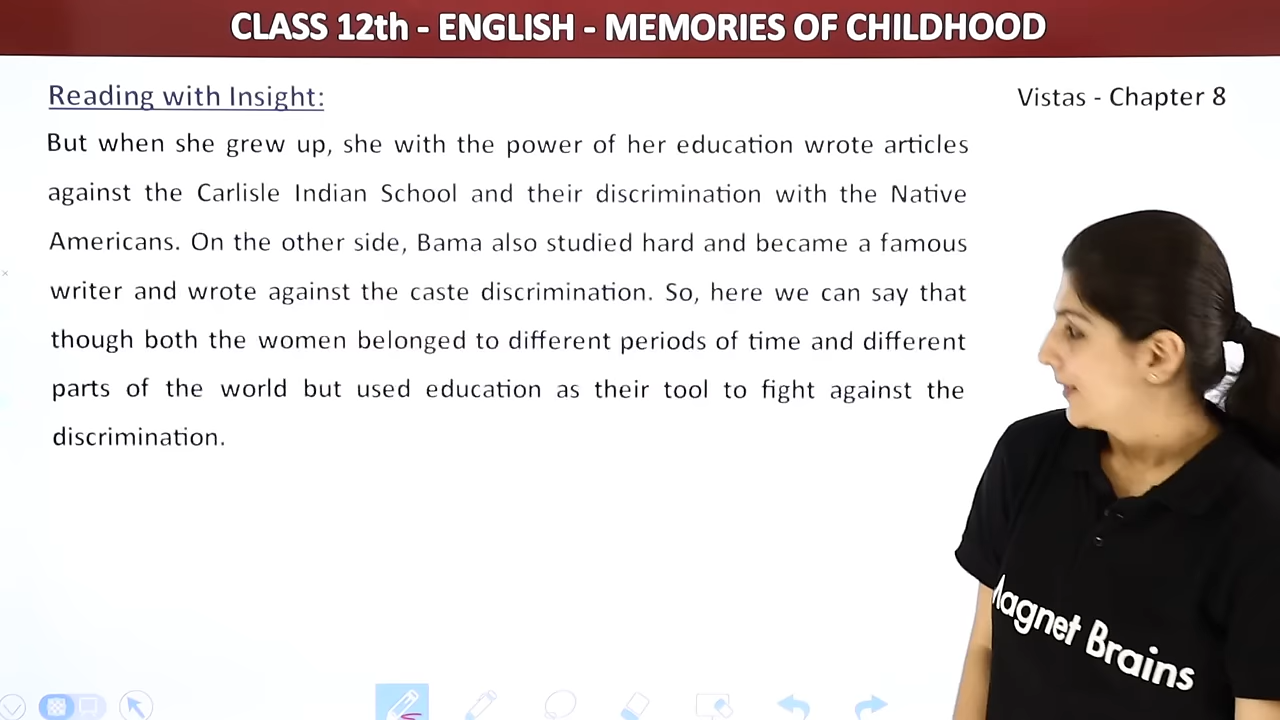 CLASS 12th - ENGLISH - MEMORIES OF CHILDHOOD
Reading with Insight:
Vistas - Chapter 8
But when she grew up, she with the power of her education wrote articles
against the Carlisle Indian School and their discrimination with the Native
Americans. On the other side, Bama also studied hard and became a famous
writer and wrote against the caste discrimination. So, here we can say that
though both the women belonged to different periods of time and different
parts of the world but used education as their tool to fight against the
discrimination.
Magnet Brains